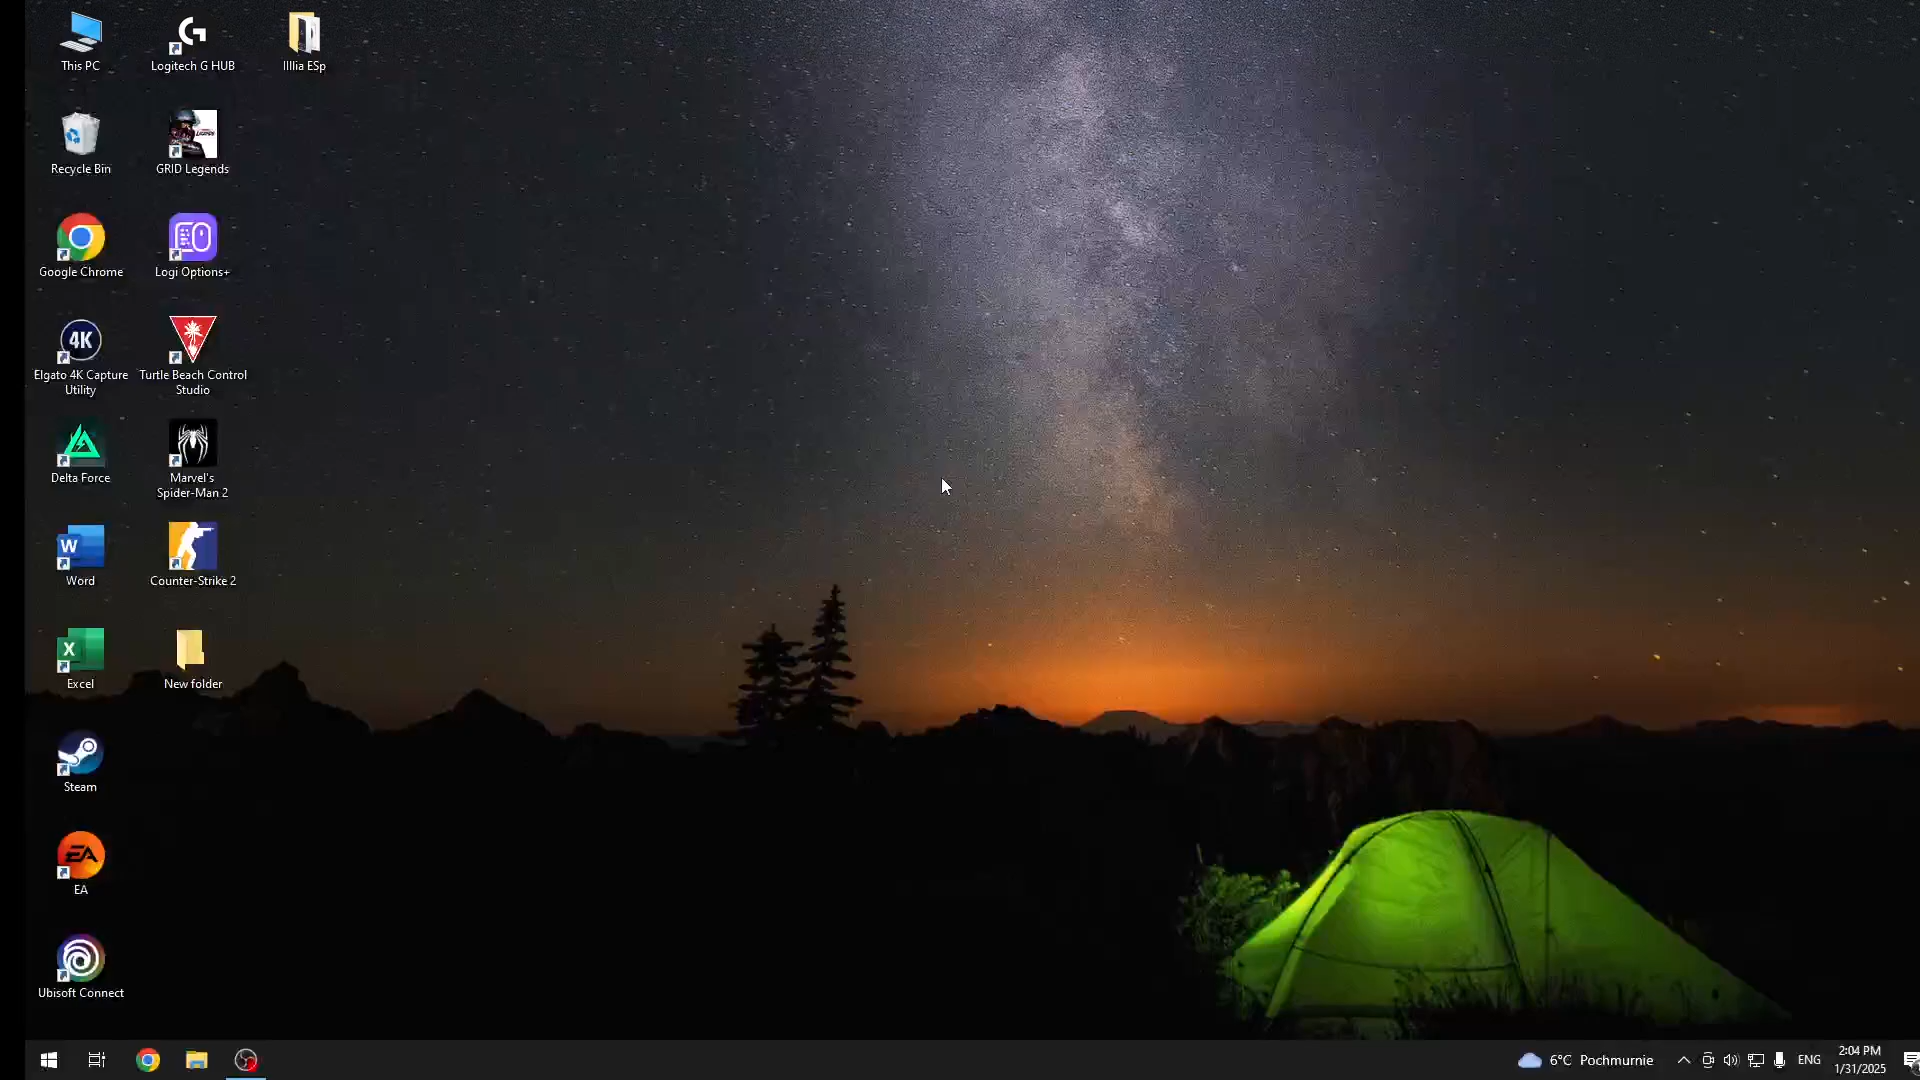 This PC
Logitech G HUB
Illlia ESp
Recycle Bin
GRID Legends
Google Chrome
Logi Options+
4K
Elgato 4K Capture
Utility
Turtle Beach Control
Studio
Delta Force
Marvel's
Spider-Man 2
W
Word
Counter-Strike 2
X
Excel
New folder
Steam
EA
EA
Ubisoft Connect
6°C Pochmurnie
ENG
2:04 PM
1/31/2025